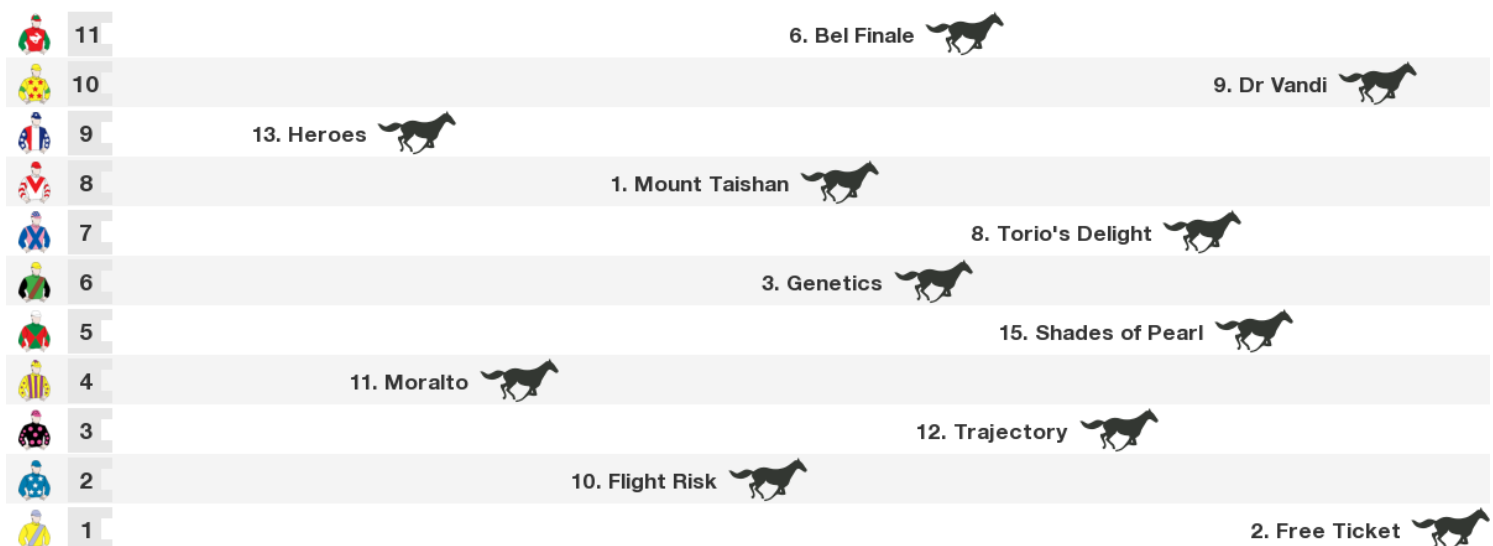 11 6. Bel Finale
10 9. Dr Vandi
9 13. Heroes
8 1. Mount Taishan
7 8. Torio's Delight
6 3. Genetics
5 15. Shades of Pearl
4 11. Moralto
3 12. Trajectory
2 10. Flight Risk
1 2. Free Ticket